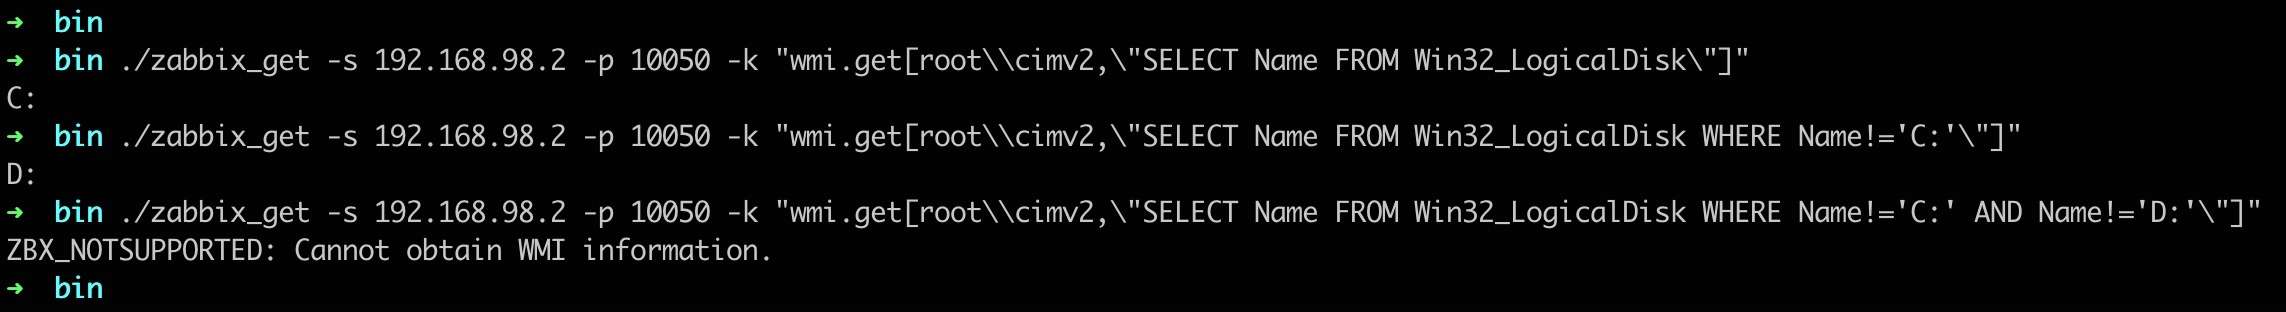 ➜  bin
➜  bin ./zabbix_get -s 192.168.98.2 -p 10050 -k "wmi.get[root\\cimv2,\"SELECT Name FROM Win32_LogicalDisk\"]"
C:
➜  bin ./zabbix_get -s 192.168.98.2 -p 10050 -k "wmi.get[root\\cimv2,\"SELECT Name FROM Win32_LogicalDisk WHERE Name!='C:'\"]"
D:
➜  bin ./zabbix_get -s 192.168.98.2 -p 10050 -k "wmi.get[root\\cimv2,\"SELECT Name FROM Win32_LogicalDisk WHERE Name!='C:' AND Name!='D:'\"]"
ZBX_NOTSUPPORTED: Cannot obtain WMI information.
➜  bin